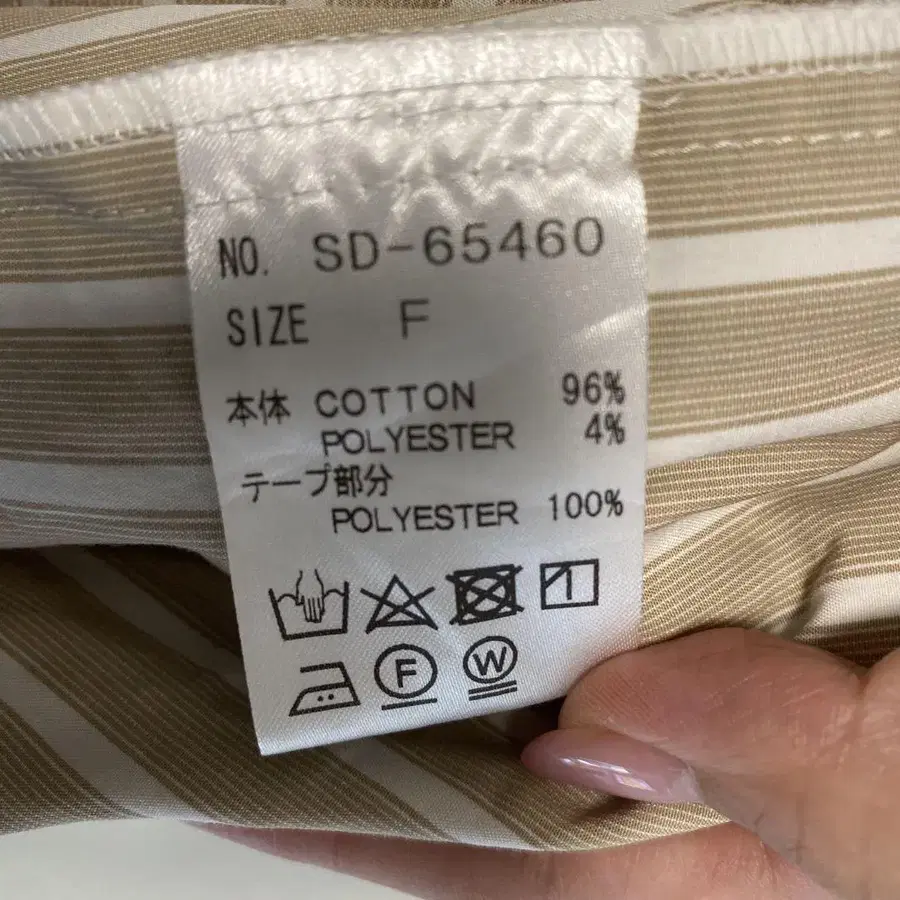 NO. SD-65460
SIZE F
本体 COTTON 96%
POLYESTER 4%
テープ部分
POLYESTER 100%
F W